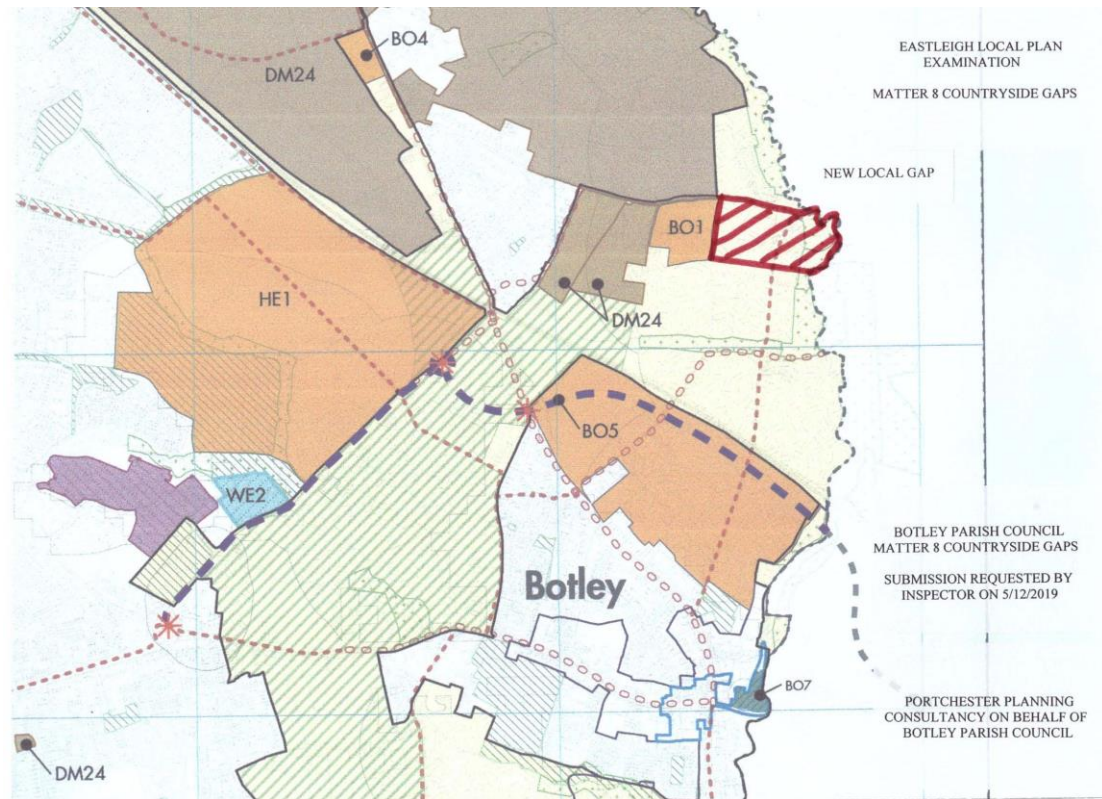 EASTLEIGH LOCAL PLAN
EXAMINATION
MATTER 8 COUNTRYSIDE GAPS
NEW LOCAL GAP
BO4
DM24
BO1
HE1
DM24
BO5
WE2
BOTLEY PARISH COUNCIL
MATTER 8 COUNTRYSIDE GAPS
SUBMISSION REQUESTED BY
INSPECTOR ON 5/12/2019
Botley
BO7
PORTCHESTER PLANNING
CONSULTANCY ON BEHALF OF
BOTLEY PARISH COUNCIL
DM24